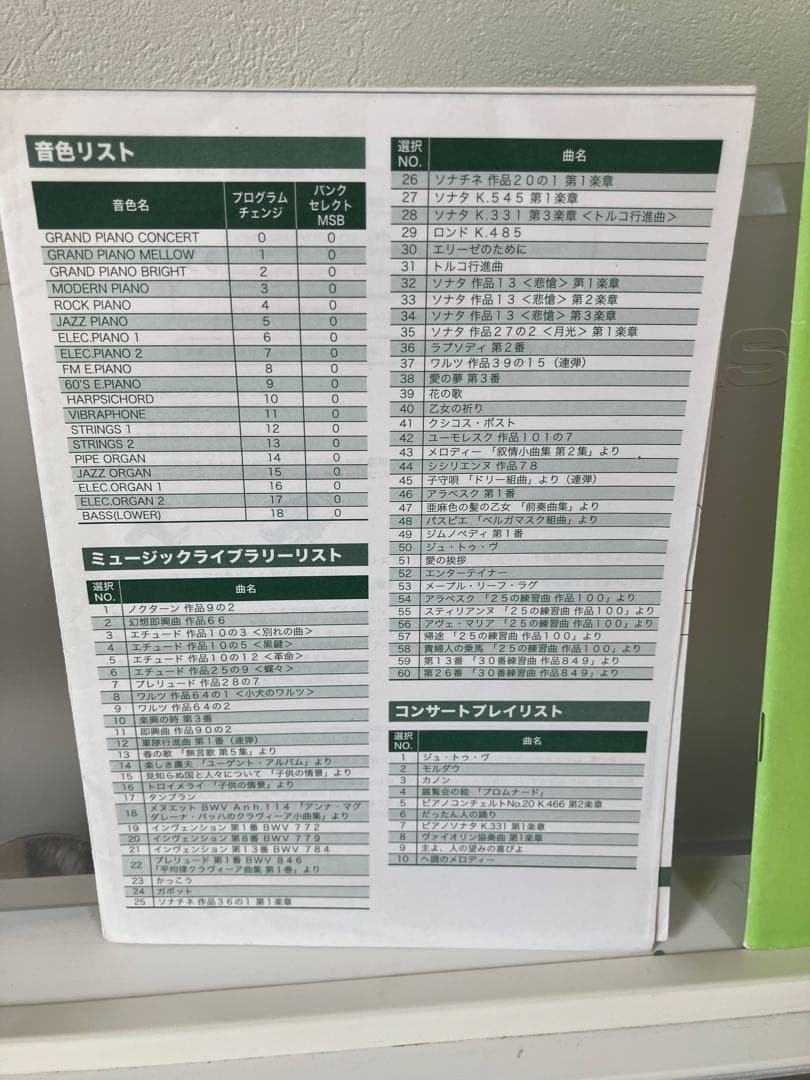 音色リスト
音色名 プログラムチェンジ バンクセレクトMSB
GRAND PIANO CONCERT 0 0
GRAND PIANO MELLOW 1 0
GRAND PIANO BRIGHT 2 0
MODERN PIANO 3 0
ROCK PIANO 4 0
JAZZ PIANO 5 0
ELEC.PIANO 1 6 0
ELEC.PIANO 2 7 0
FM E.PIANO 8 0
60'S E.PIANO 9 0
HARPSICHORD 10 0
VIBRAPHONE 11 0
STRINGS 1 12 0
STRINGS 2 13 0
PIPE ORGAN 14 0
JAZZ ORGAN 15 0
ELEC.ORGAN 1 16 0
ELEC.ORGAN 2 17 0
BASS(LOWER) 18 0
ミュージックライブラリーリスト
選択NO. 曲名
1 ノクターン 作品9の2
2 幻想即興曲 作品66
3 エチュード 作品10の3 <別れの曲>
4 エチュード 作品10の5 <黒鍵>
5 エチュード 作品10の12 <革命>
6 エチュード 作品25の9 <蝶々>
7 プレリュード 作品28の7
8 ワルツ 作品64の1 <小犬のワルツ>
9 ワルツ 作品64の2
10 楽興の時 第3番
11 即興曲 作品90の2
12 軍隊行進曲 第1番（連弾）
13 春の歌 「無言歌 第5集」より
14 楽しき農夫 「ユーゲント・アルバム」より
15 見知らぬ国と人々について 「子供の情景」より
16 トロイメライ 「子供の情景」より
17 タンブラン
18 メヌエット BWV Anh.114 「アンナ・マグ
ダレーナ・バッハのクラヴィーア小曲集」より
19 インヴェンション 第1番 BWV 772
20 インヴェンション 第8番 BWV 779
21 インヴェンション 第13番 BWV 784
22 プレリュード 第1番 BWV 846
「平均律クラヴィーア曲集 第1巻」より
23 かっこう
24 ガボット
25 ソナチネ 作品36の1 第1楽章
選択NO. 曲名
26 ソナチネ 作品20の1 第1楽章
27 ソナタ K.545 第1楽章
28 ソナタ K.331 第3楽章 <トルコ行進曲>
29 ロンド K.485
30 エリーゼのために
31 トルコ行進曲
32 ソナタ 作品13 <悲愴> 第1楽章
33 ソナタ 作品13 <悲愴> 第2楽章
34 ソナタ 作品13 <悲愴> 第3楽章
35 ソナタ 作品27の2 <月光> 第1楽章
36 ラプソディ 第2番
37 ワルツ 作品39の15（連弾）
38 愛の夢 第3番
39 花の歌
40 乙女の祈り
41 クシコス・ポスト
42 ユーモレスク 作品101の7
43 メロディー 「叙情小曲集 第2集」より
44 シシリエンヌ 作品78
45 子守唄 「ドリー組曲」より（連弾）
46 アラベスク 第1番
47 亜麻色の髪の乙女 「前奏曲集」より
48 パスピエ 「ベルガマスク組曲」より
49 ジムノペディ 第1番
50 ジュ・トゥ・ヴ
51 愛の挨拶
52 エンターテイナー
53 メープル・リーフ・ラグ
54 アラベスク 「25の練習曲 作品100」より
55 スティリアンヌ 「25の練習曲 作品100」より
56 アヴェ・マリア 「25の練習曲 作品100」より
57 帰途 「25の練習曲 作品100」より
58 貴婦人の乗馬 「25の練習曲 作品100」より
59 第13番 「30番練習曲 作品849」より
60 第26番 「30番練習曲 作品849」より
コンサートプレイリスト
選択NO. 曲名
1 ジュ・トゥ・ヴ
2 モルダウ
3 カノン
4 展覧会の絵 「プロムナード」
5 ピアノコンチェルトNo.20 K.466 第2楽章
6 だったん人の踊り
7 ピアノソナタ K.331 第1楽章
8 ヴァイオリン協奏曲 第1楽章
9 主よ、人の望みの喜びよ
10 ヘ調のメロディー